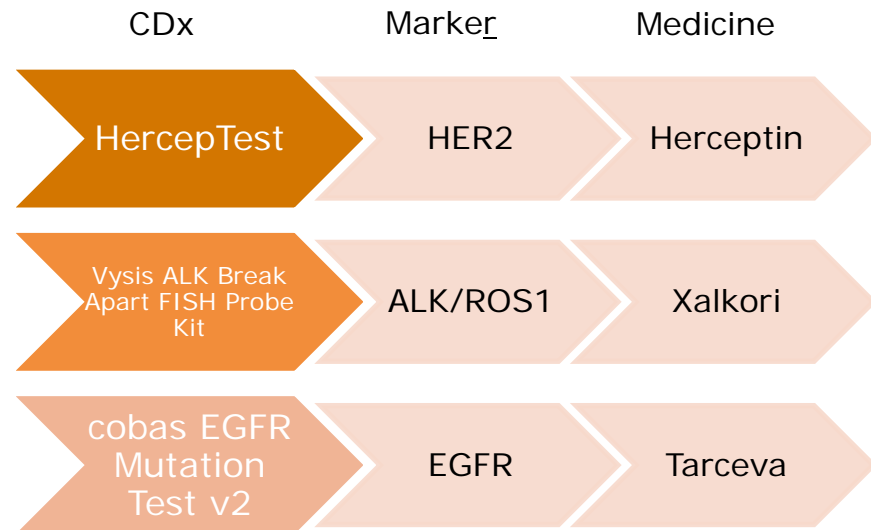 CDx Marker Medicine
HercepTest HER2 Herceptin
Vysis ALK Break
Apart FISH Probe
Kit
ALK/ROS1 Xalkori
cobas EGFR
Mutation
Test v2
EGFR Tarceva